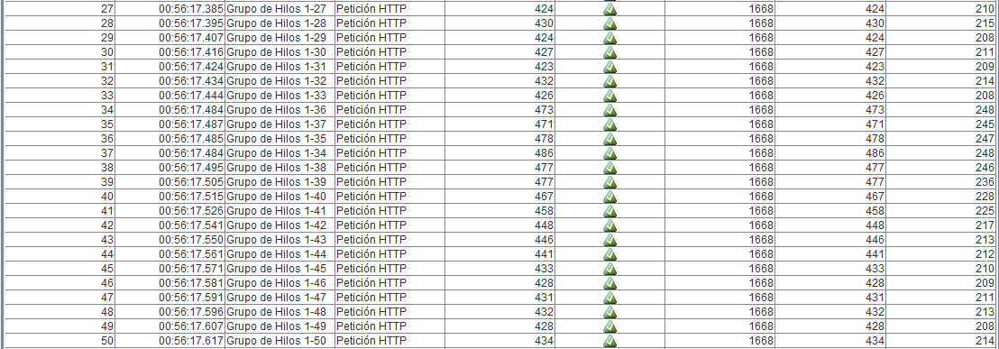 27 00:56:17.385 Grupo de Hilos 1-27 Petición HTTP 424 1668 424 210
28 00:56:17.395 Grupo de Hilos 1-28 Petición HTTP 430 1668 430 215
29 00:56:17.407 Grupo de Hilos 1-29 Petición HTTP 424 1668 424 208
30 00:56:17.416 Grupo de Hilos 1-30 Petición HTTP 427 1668 427 211
31 00:56:17.424 Grupo de Hilos 1-31 Petición HTTP 423 1668 423 209
32 00:56:17.434 Grupo de Hilos 1-32 Petición HTTP 432 1668 432 214
33 00:56:17.444 Grupo de Hilos 1-33 Petición HTTP 426 1668 426 208
34 00:56:17.484 Grupo de Hilos 1-36 Petición HTTP 473 1668 473 248
35 00:56:17.487 Grupo de Hilos 1-37 Petición HTTP 471 1668 471 245
36 00:56:17.485 Grupo de Hilos 1-35 Petición HTTP 478 1668 478 247
37 00:56:17.484 Grupo de Hilos 1-34 Petición HTTP 486 1668 486 248
38 00:56:17.495 Grupo de Hilos 1-38 Petición HTTP 477 1668 477 246
39 00:56:17.505 Grupo de Hilos 1-39 Petición HTTP 477 1668 477 236
40 00:56:17.515 Grupo de Hilos 1-40 Petición HTTP 467 1668 467 228
41 00:56:17.526 Grupo de Hilos 1-41 Petición HTTP 458 1668 458 225
42 00:56:17.541 Grupo de Hilos 1-42 Petición HTTP 448 1668 448 217
43 00:56:17.550 Grupo de Hilos 1-43 Petición HTTP 446 1668 446 213
44 00:56:17.561 Grupo de Hilos 1-44 Petición HTTP 441 1668 441 212
45 00:56:17.571 Grupo de Hilos 1-45 Petición HTTP 433 1668 433 210
46 00:56:17.581 Grupo de Hilos 1-46 Petición HTTP 428 1668 428 209
47 00:56:17.591 Grupo de Hilos 1-47 Petición HTTP 431 1668 431 211
48 00:56:17.596 Grupo de Hilos 1-48 Petición HTTP 432 1668 432 213
49 00:56:17.607 Grupo de Hilos 1-49 Petición HTTP 428 1668 428 208
50 00:56:17.617 Grupo de Hilos 1-50 Petición HTTP 434 1668 434 214